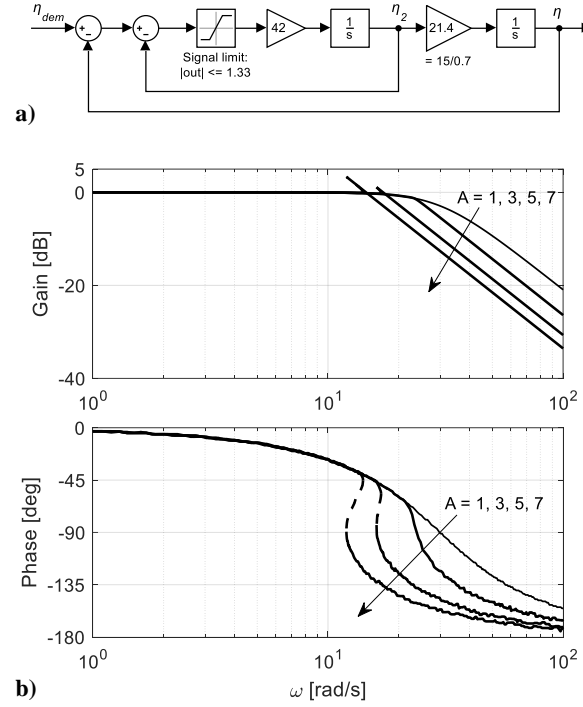 η_dem
+
−
+
−
42
1
s
η_2
21.4
1
s
η
Signal limit:
|out| <= 1.33
= 15/0.7
a)
5
0
-20
-40
Gain [dB]
A = 1, 3, 5, 7
10^0
10^1
10^2
0
-45
-90
-135
-180
Phase [deg]
A = 1, 3, 5, 7
10^0
10^1
10^2
b)
ω [rad/s]